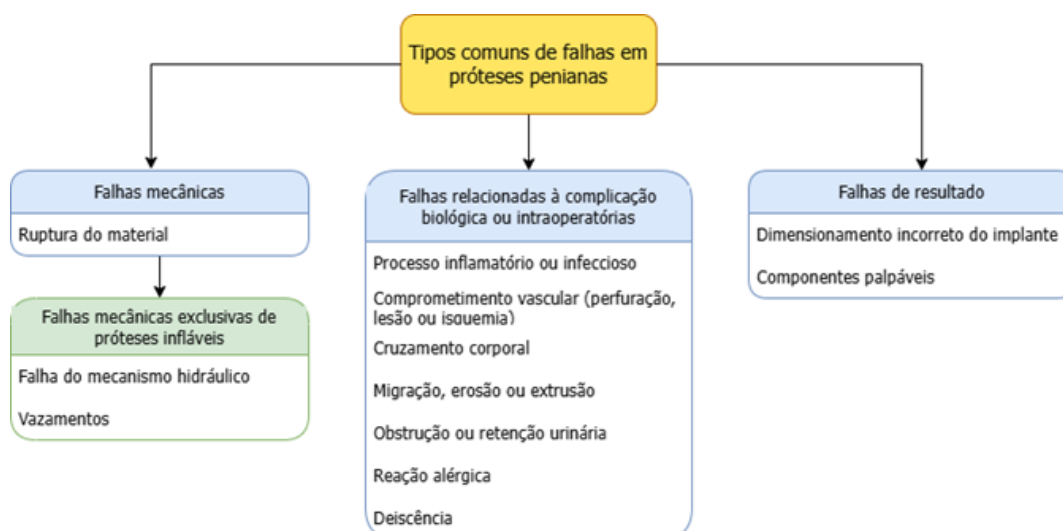 Tipos comuns de falhas em
próteses penianas
Falhas mecânicas
Ruptura do material
Falhas mecânicas exclusivas de
próteses infláveis
Falha do mecanismo hidráulico
Vazamentos
Falhas relacionadas à complicação
biológica ou intraoperatórias
Processo inflamatório ou infeccioso
Comprometimento vascular (perfuração,
lesão ou isquemia)
Cruzamento corporal
Migração, erosão ou extrusão
Obstrução ou retenção urinária
Reação alérgica
Deiscência
Falhas de resultado
Dimensionamento incorreto do implante
Componentes palpáveis